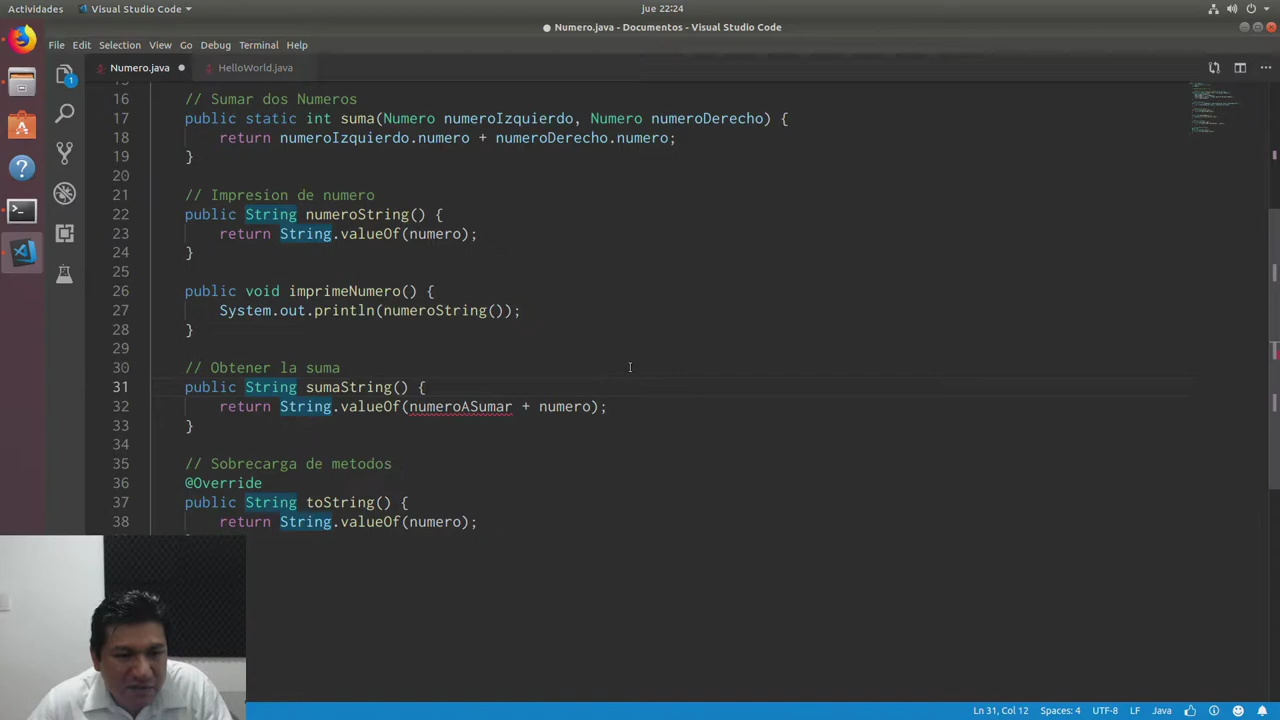 Actividades Visual Studio Code jue 22:24
Numero.java - Documentos - Visual Studio Code
File Edit Selection View Go Debug Terminal Help
Numero.java HelloWorld.java
16 // Sumar dos Numeros
17 public static int suma(Numero numeroIzquierdo, Numero numeroDerecho) {
18 return numeroIzquierdo.numero + numeroDerecho.numero;
19 }
20
21 // Impresion de numero
22 public String numeroString() {
23 return String.valueOf(numero);
24 }
25
26 public void imprimeNumero() {
27 System.out.println(numeroString());
28 }
29
30 // Obtener la suma
31 public String sumaString() {
32 return String.valueOf(numeroASumar + numero);
33 }
34
35 // Sobrecarga de metodos
36 @Override
37 public String toString() {
38 return String.valueOf(numero);
Ln 31, Col 12 Spaces: 4 UTF-8 LF Java